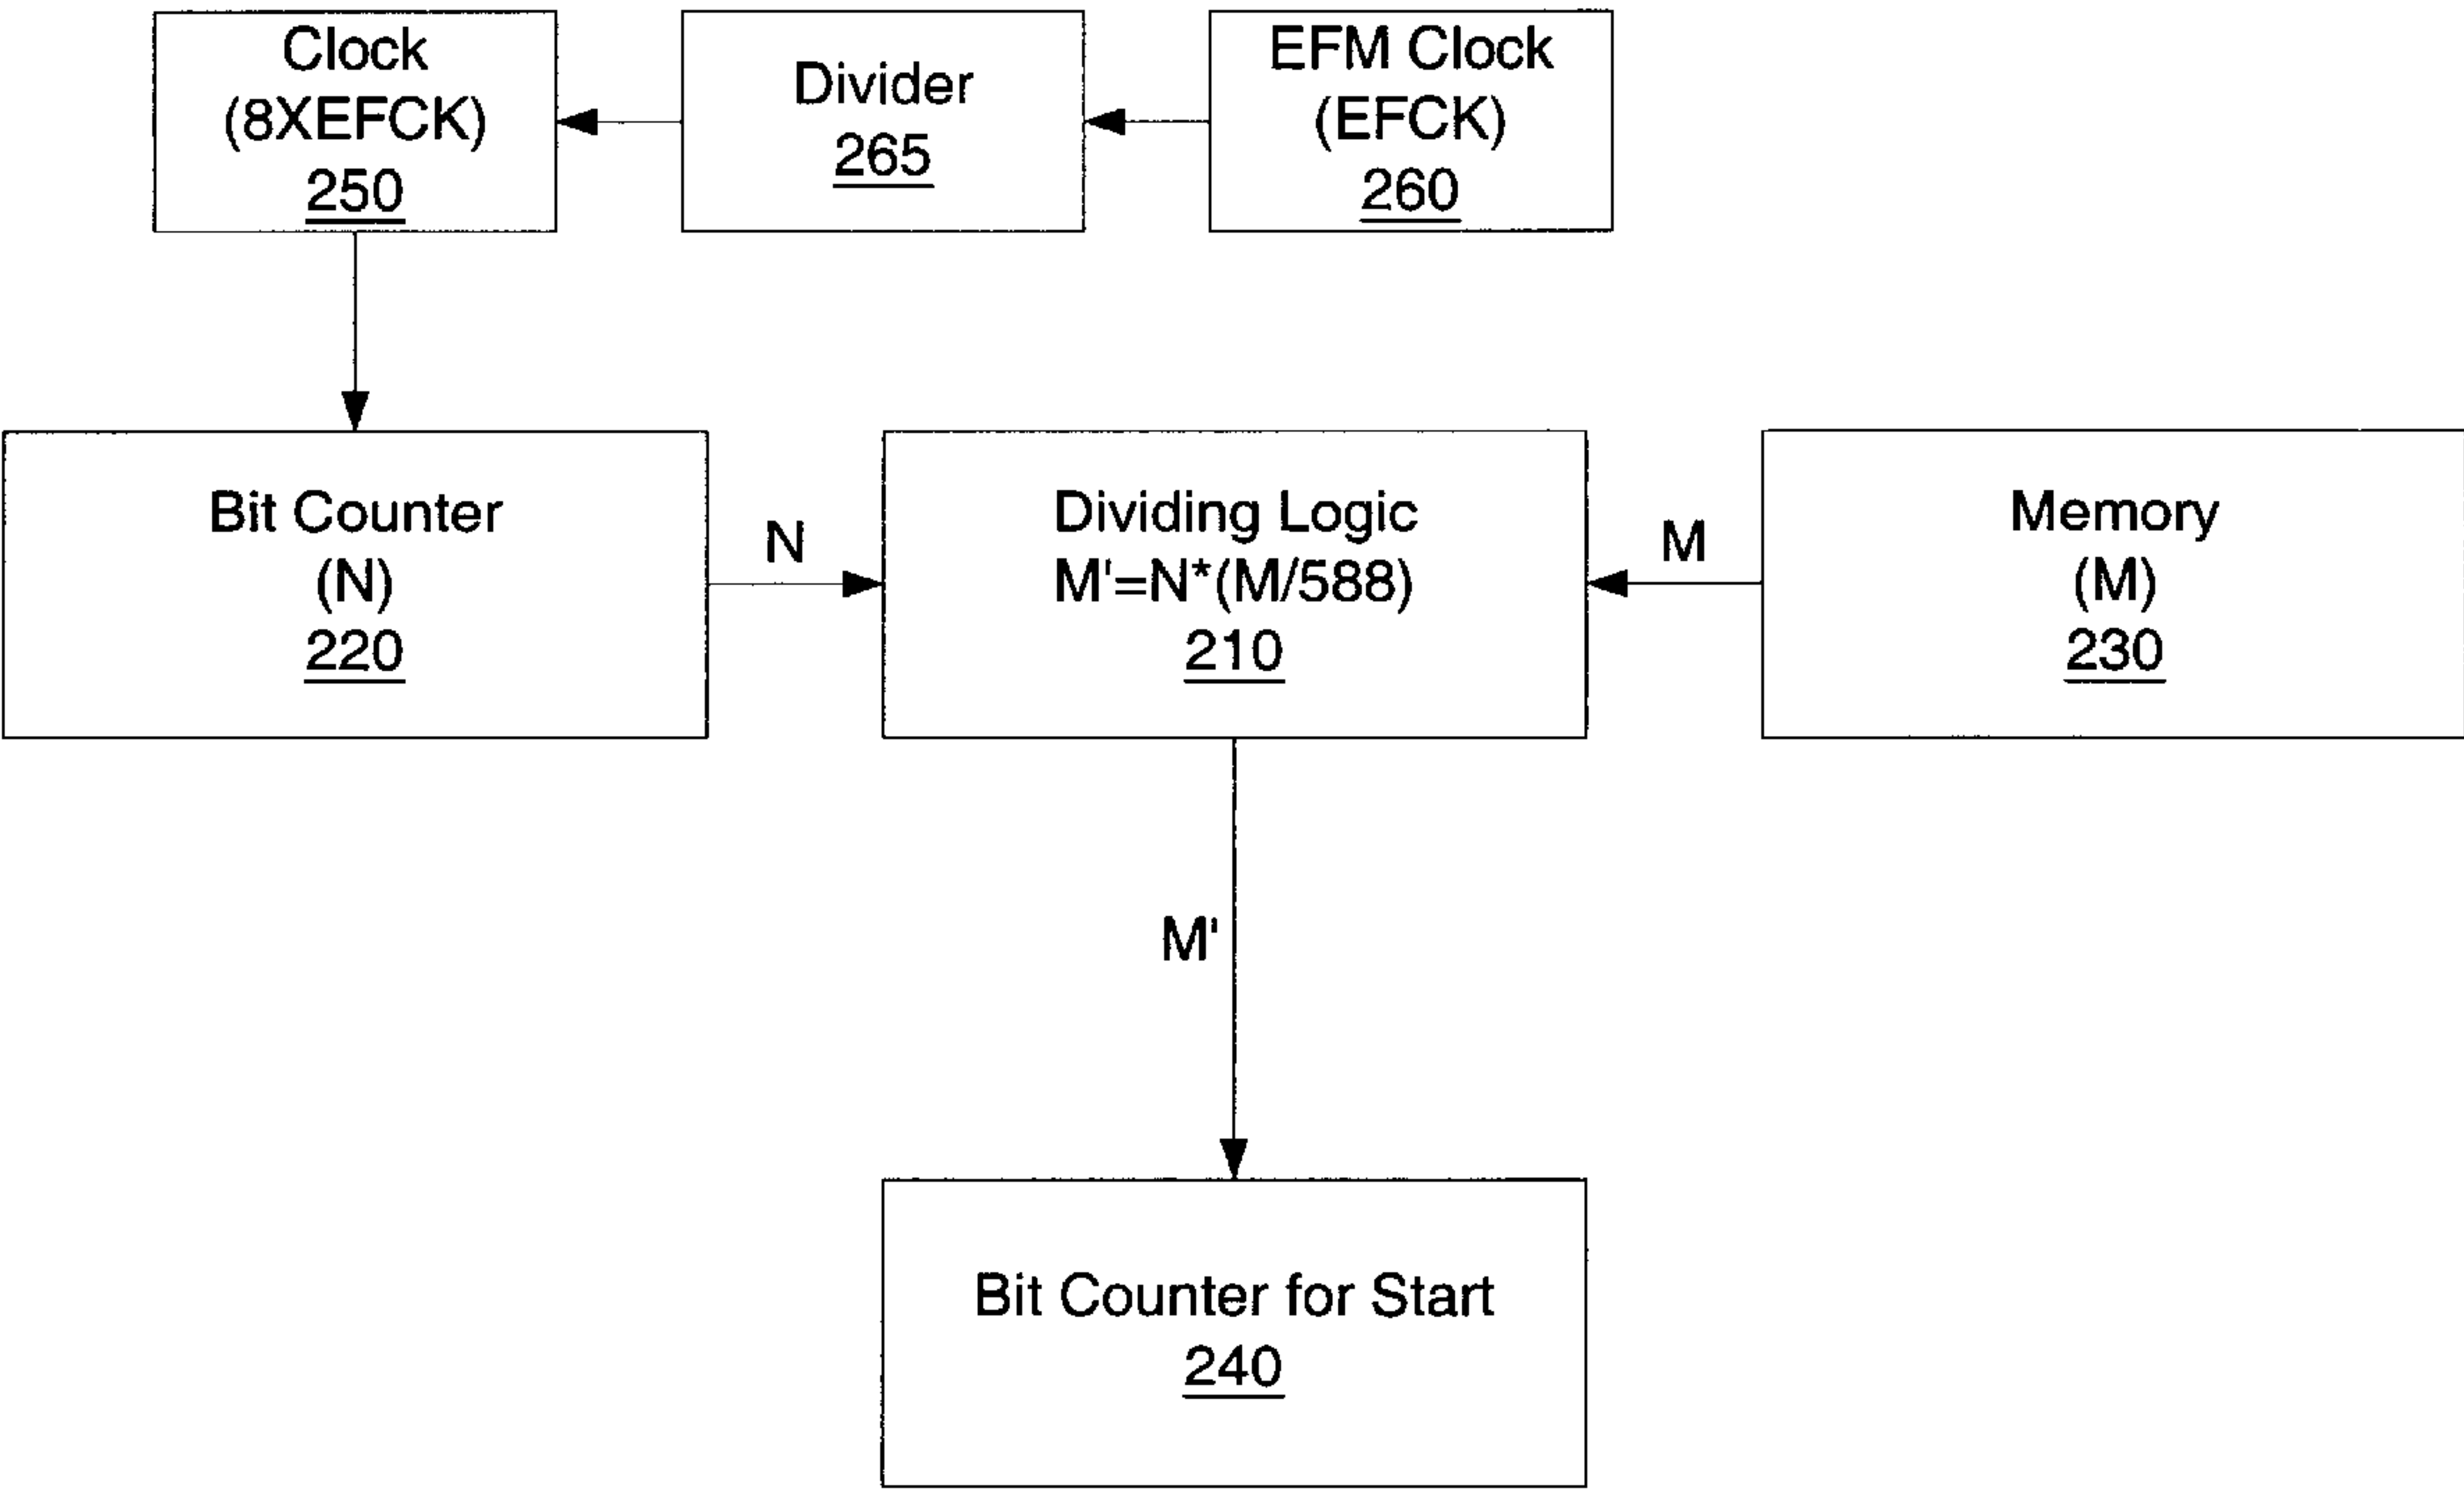 Clock
(8XEFCK)
250
Divider
265
EFM Clock
(EFCK)
260
Bit Counter
(N)
220
N
Dividing Logic
M'=N*(M/588)
210
M
Memory
(M)
230
M'
Bit Counter for Start
240